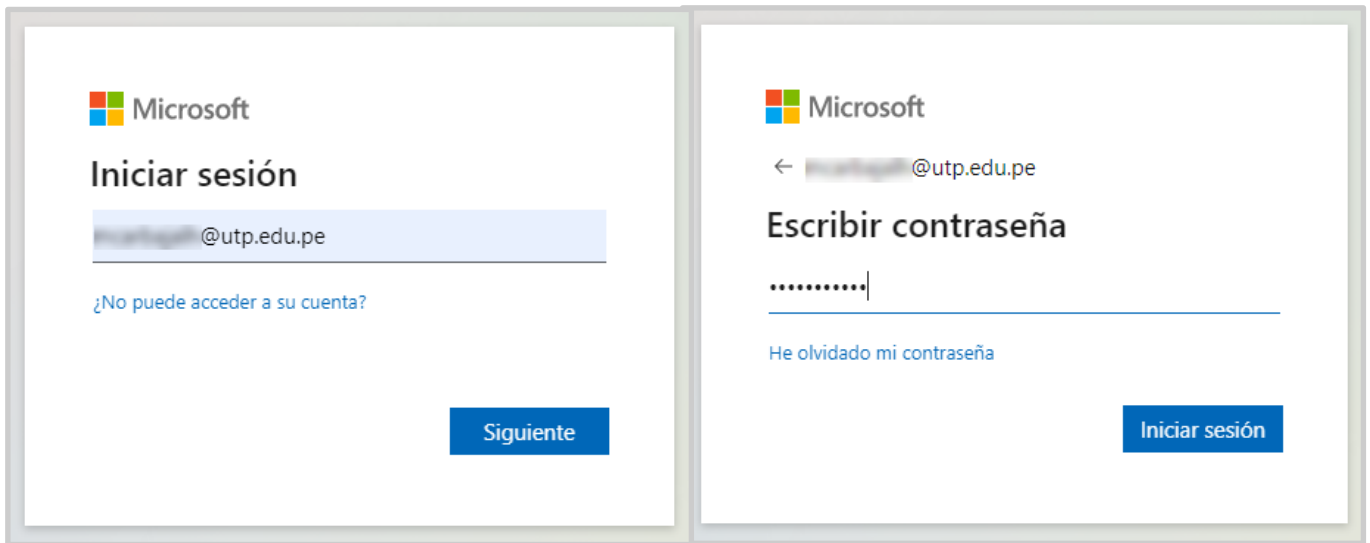 Microsoft
Iniciar sesión
@utp.edu.pe
¿No puede acceder a su cuenta?
Siguiente
Microsoft
← @utp.edu.pe
Escribir contraseña
•••••••••••
He olvidado mi contraseña
Iniciar sesión